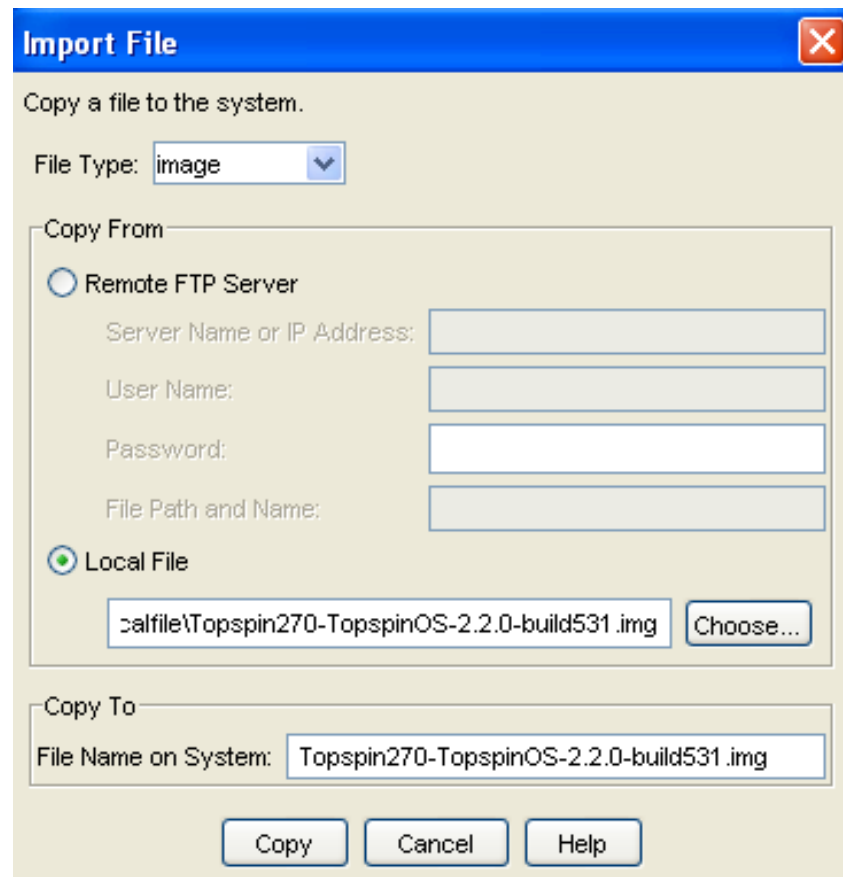 Import File
Copy a file to the system.
File Type: image
Copy From
Remote FTP Server
Server Name or IP Address:
User Name:
Password:
File Path and Name:
Local File
calfile\Topspin270-TopspinOS-2.2.0-build531.img Choose...
Copy To
File Name on System: Topspin270-TopspinOS-2.2.0-build531.img
Copy Cancel Help